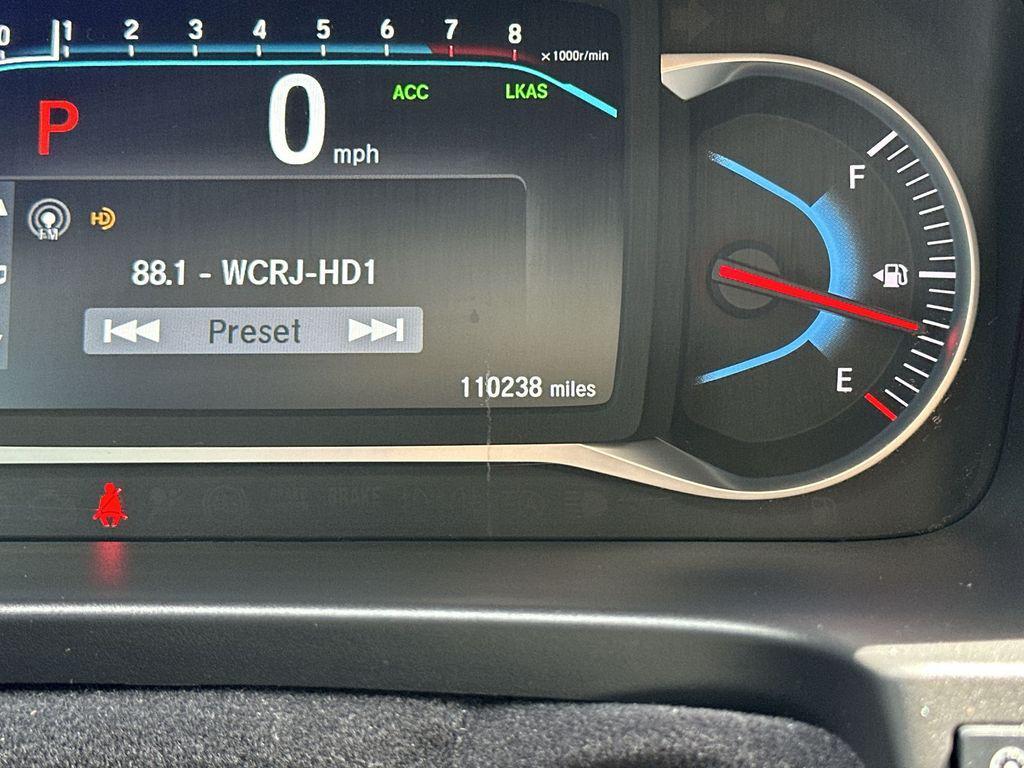 0 1 2 3 4 5 6 7 8
×1000r/min
P 0 mph ACC LKAS
FM HD
88.1 - WCRJ-HD1
Preset
110238 miles
F
E
BRAKE